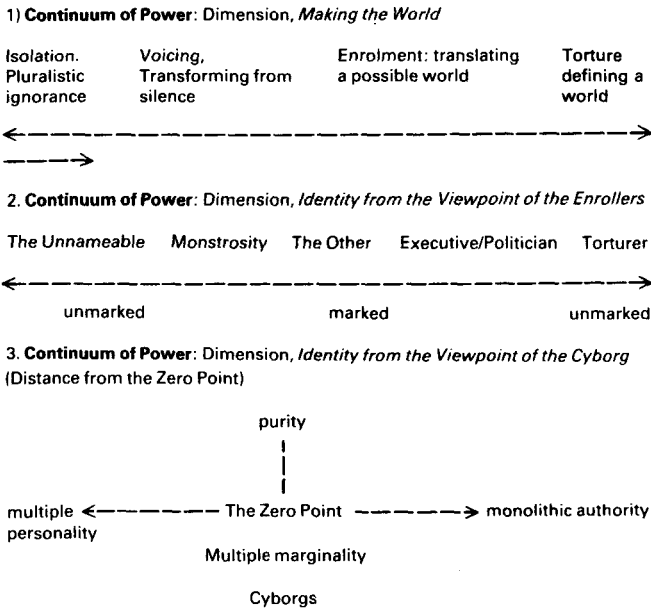 1) Continuum of Power: Dimension, Making the World
Isolation. Voicing, Enrolment: translating Torture
Pluralistic Transforming from a possible world defining a
ignorance silence world
2. Continuum of Power: Dimension, Identity from the Viewpoint of the Enrollers
The Unnameable Monstrosity The Other Executive/Politician Torturer
unmarked marked unmarked
3. Continuum of Power: Dimension, Identity from the Viewpoint of the Cyborg
(Distance from the Zero Point)
purity
multiple The Zero Point monolithic authority
personality
Multiple marginality
Cyborgs